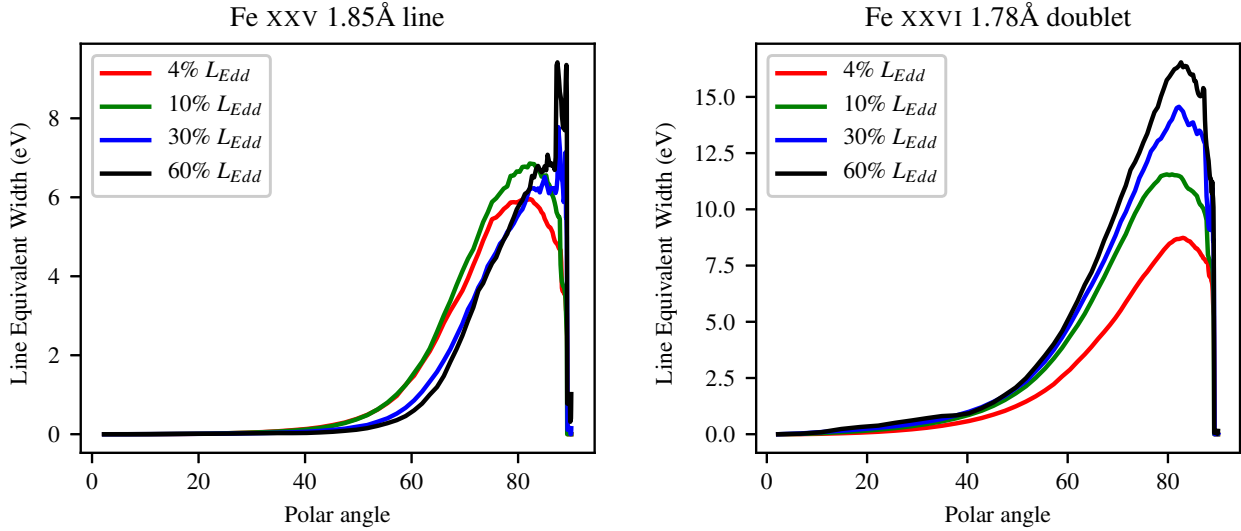 Fe XXV 1.85Å line
Line Equivalent Width (eV)
8
6
4
2
0
4% L_Edd
10% L_Edd
30% L_Edd
60% L_Edd
0 20 40 60 80
Polar angle
Fe XXVI 1.78Å doublet
Line Equivalent Width (eV)
15.0
12.5
10.0
7.5
5.0
2.5
0.0
4% L_Edd
10% L_Edd
30% L_Edd
60% L_Edd
0 20 40 60 80
Polar angle